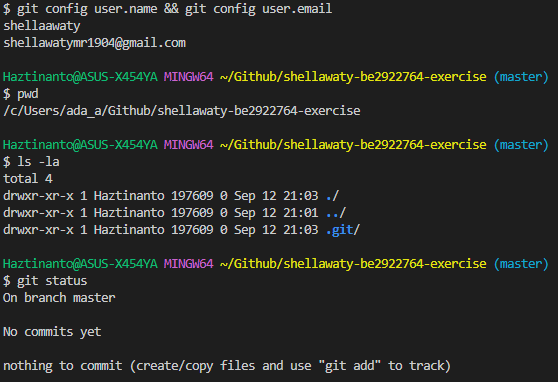 $ git config user.name && git config user.email
shellaawaty
shellawatymr1904@gmail.com
Haztinanto@ASUS-X454YA MINGW64 ~/Github/shellawaty-be2922764-exercise (master)
$ pwd
/c/Users/ada_a/Github/shellawaty-be2922764-exercise
Haztinanto@ASUS-X454YA MINGW64 ~/Github/shellawaty-be2922764-exercise (master)
$ ls -la
total 4
drwxr-xr-x 1 Haztinanto 197609 0 Sep 12 21:03 ./
drwxr-xr-x 1 Haztinanto 197609 0 Sep 12 21:01 ../
drwxr-xr-x 1 Haztinanto 197609 0 Sep 12 21:03 .git/
Haztinanto@ASUS-X454YA MINGW64 ~/Github/shellawaty-be2922764-exercise (master)
$ git status
On branch master
No commits yet
nothing to commit (create/copy files and use "git add" to track)